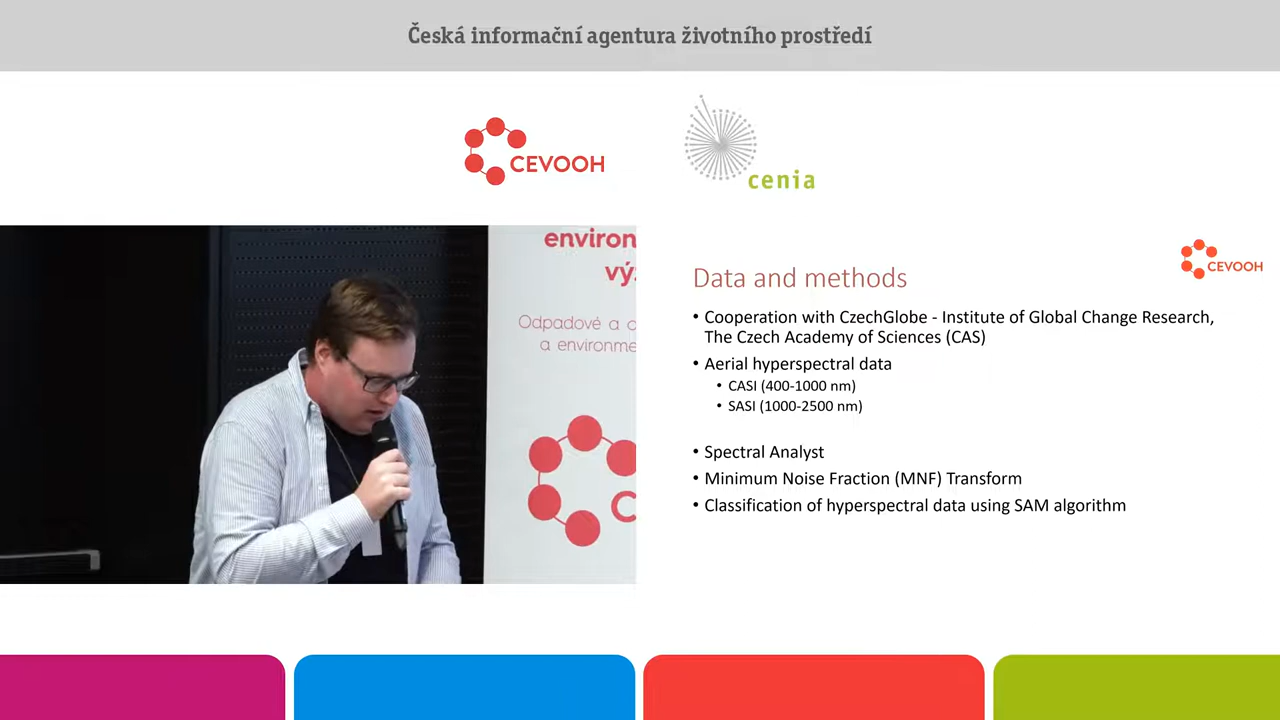 Česká informační agentura životního prostředí
CEVOOH
cenia
environ
výz
Odpadové a o
a environme
C
CEVOOH
Data and methods
• Cooperation with CzechGlobe - Institute of Global Change Research,
The Czech Academy of Sciences (CAS)
• Aerial hyperspectral data
• CASI (400-1000 nm)
• SASI (1000-2500 nm)
• Spectral Analyst
• Minimum Noise Fraction (MNF) Transform
• Classification of hyperspectral data using SAM algorithm